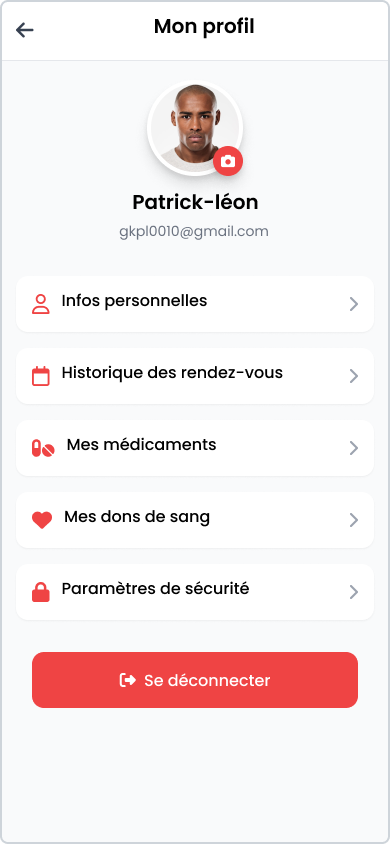 Mon profil
Patrick-léon
gkpl0010@gmail.com
Infos personnelles
Historique des rendez-vous
Mes médicaments
Mes dons de sang
Paramètres de sécurité
Se déconnecter